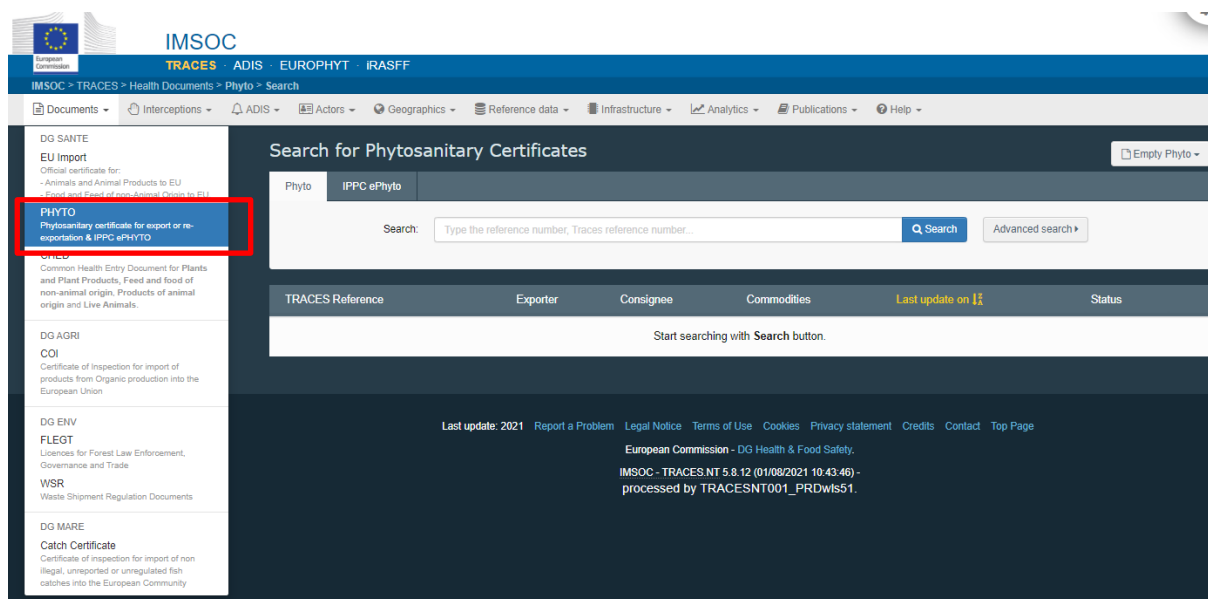 IMSOC
European
Commission
TRACES · ADIS · EUROPHYT · iRASFF
IMSOC > TRACES > Health Documents > Phyto > Search
Documents Interceptions ADIS Actors Geographics Reference data Infrastructure Analytics Publications Help
DG SANTE
EU Import
Official certificate for:
- Animals and Animal Products to EU
- Food and Feed of non-Animal Origin to EU
PHYTO
Phytosanitary certificate for export or re-
exportation & IPPC ePHYTO
CHED
Common Health Entry Document for Plants
and Plant Products, Feed and food of
non-animal origin, Products of animal
origin and Live Animals.
DG AGRI
COI
Certificate of Inspection for import of
products from Organic production into the
European Union
DG ENV
FLEGT
Licences for Forest Law Enforcement,
Governance and Trade
WSR
Waste Shipment Regulation Documents
DG MARE
Catch Certificate
Certificate of inspection for import of non
illegal, unreported or unregulated fish
catches into the European Community
Search for Phytosanitary Certificates
Empty Phyto
Phyto IPPC ePhyto
Search: Type the reference number, Traces reference number... Search Advanced search
TRACES Reference Exporter Consignee Commodities Last update on Status
Start searching with Search button.
Last update: 2021 Report a Problem Legal Notice Terms of Use Cookies Privacy statement Credits Contact Top Page
European Commission - DG Health & Food Safety.
IMSOC - TRACES.NT 5.8.12 (01/08/2021 10:43:46) -
processed by TRACESNT001_PRDwls51.